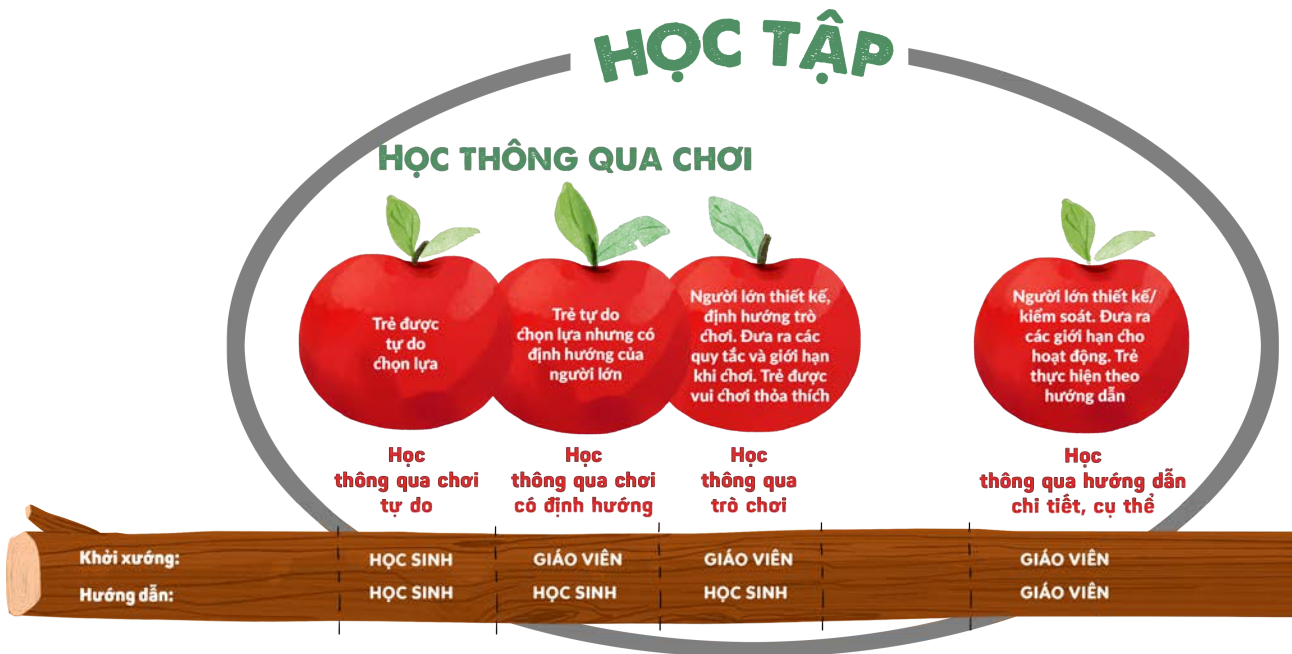 HỌC TẬP
HỌC THÔNG QUA CHƠI
Trẻ được
tự do
chọn lựa
Trẻ tự do
chọn lựa nhưng có
định hướng của
người lớn
Người lớn thiết kế,
định hướng trò
chơi. Đưa ra các
quy tắc và giới hạn
khi chơi. Trẻ được
vui chơi thỏa thích
Người lớn thiết kế/
kiểm soát. Đưa ra
các giới hạn cho
hoạt động. Trẻ
thực hiện theo
hướng dẫn
Học
thông qua chơi
tự do
Học
thông qua chơi
có định hướng
Học
thông qua
trò chơi
Học
thông qua hướng dẫn
chi tiết, cụ thể
Khởi xướng: HỌC SINH GIÁO VIÊN GIÁO VIÊN GIÁO VIÊN
Hướng dẫn: HỌC SINH HỌC SINH HỌC SINH GIÁO VIÊN